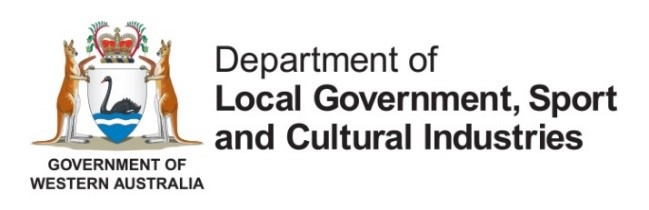 Department of
Local Government, Sport
and Cultural Industries
GOVERNMENT OF
WESTERN AUSTRALIA